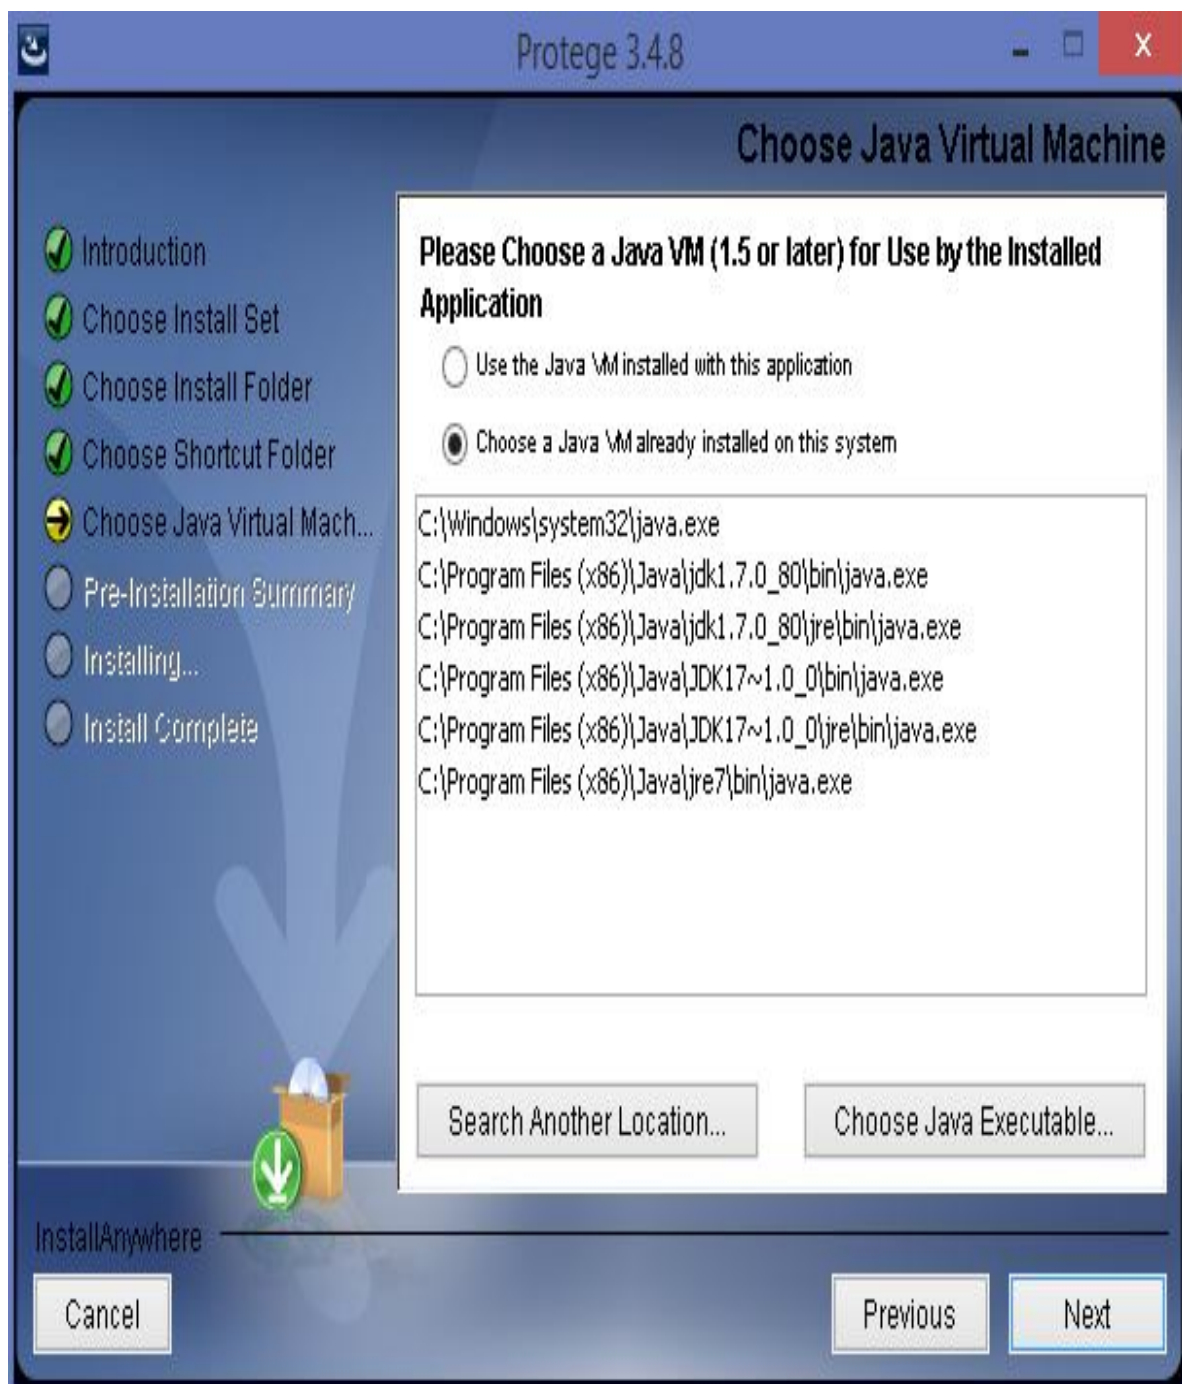 Protege 3.4.8
Choose Java Virtual Machine
Introduction
Choose Install Set
Choose Install Folder
Choose Shortcut Folder
Choose Java Virtual Mach...
Pre-Installation Summary
Installing...
Install Complete
Please Choose a Java VM (1.5 or later) for Use by the Installed
Application
Use the Java VM installed with this application
Choose a Java VM already installed on this system
C:\Windows\system32\java.exe
C:\Program Files (x86)\Java\jdk1.7.0_80\bin\java.exe
C:\Program Files (x86)\Java\jdk1.7.0_80\jre\bin\java.exe
C:\Program Files (x86)\Java\JDK17~1.0_0\bin\java.exe
C:\Program Files (x86)\Java\JDK17~1.0_0\jre\bin\java.exe
C:\Program Files (x86)\Java\jre7\bin\java.exe
Search Another Location...
Choose Java Executable...
InstallAnywhere
Cancel
Previous
Next